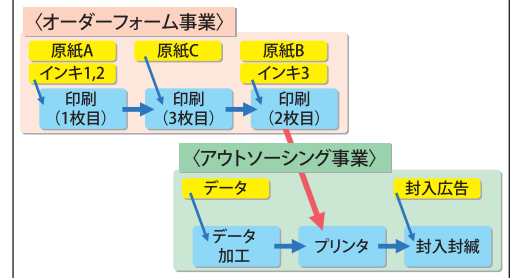 〈オーダーフォーム事業〉
原紙A
原紙C
原紙B
インキ1,2
インキ3
印刷
(1枚目)
印刷
(3枚目)
印刷
(2枚目)
〈アウトソーシング事業〉
データ
封入広告
データ
加工
プリンタ
封入封緘